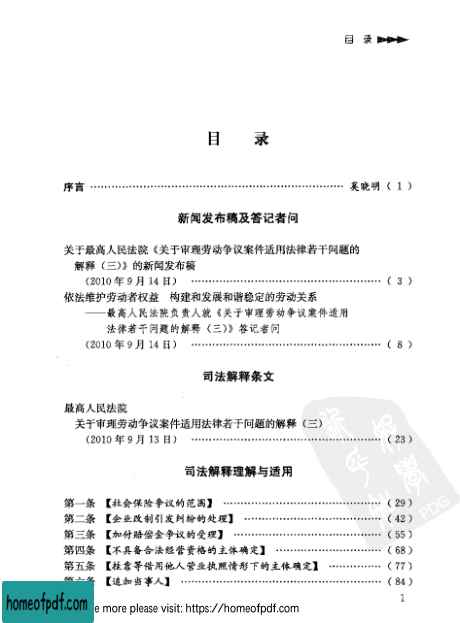 目 录
目 录
序言 …………………………………………………… 奚晓明（1）
新闻发布稿及答记者问
关于最高人民法院《关于审理劳动争议案件适用法律若干问题的
解释（三）》的新闻发布稿
（2010年9月14日） ……………………………………（3）
依法维护劳动者权益 构建和发展和谐稳定的劳动关系
——最高人民法院负责人就《关于审理劳动争议案件适用
法律若干问题的解释（三）》答记者问
（2010年9月14日） ……………………………………（8）
司法解释条文
最高人民法院
关于审理劳动争议案件适用法律若干问题的解释（三）
（2010年9月13日） ……………………………………（23）
司法解释理解与适用
第一条 【社会保险争议的范围】 ……………………………（29）
第二条 【企业改制引发纠纷的处理】 ………………………（42）
第三条 【加付赔偿金争议的受理】 …………………………（55）
第四条 【不具备合法经营资格的主体确定】 ………………（68）
第五条 【挂靠等借用他人营业执照情形下的主体确定】 ……（77）
第六条 【追加当事人】 ………………………………………（84）
1
homeofpdf.com
e more please visit: https://homeofpdf.com
PDG